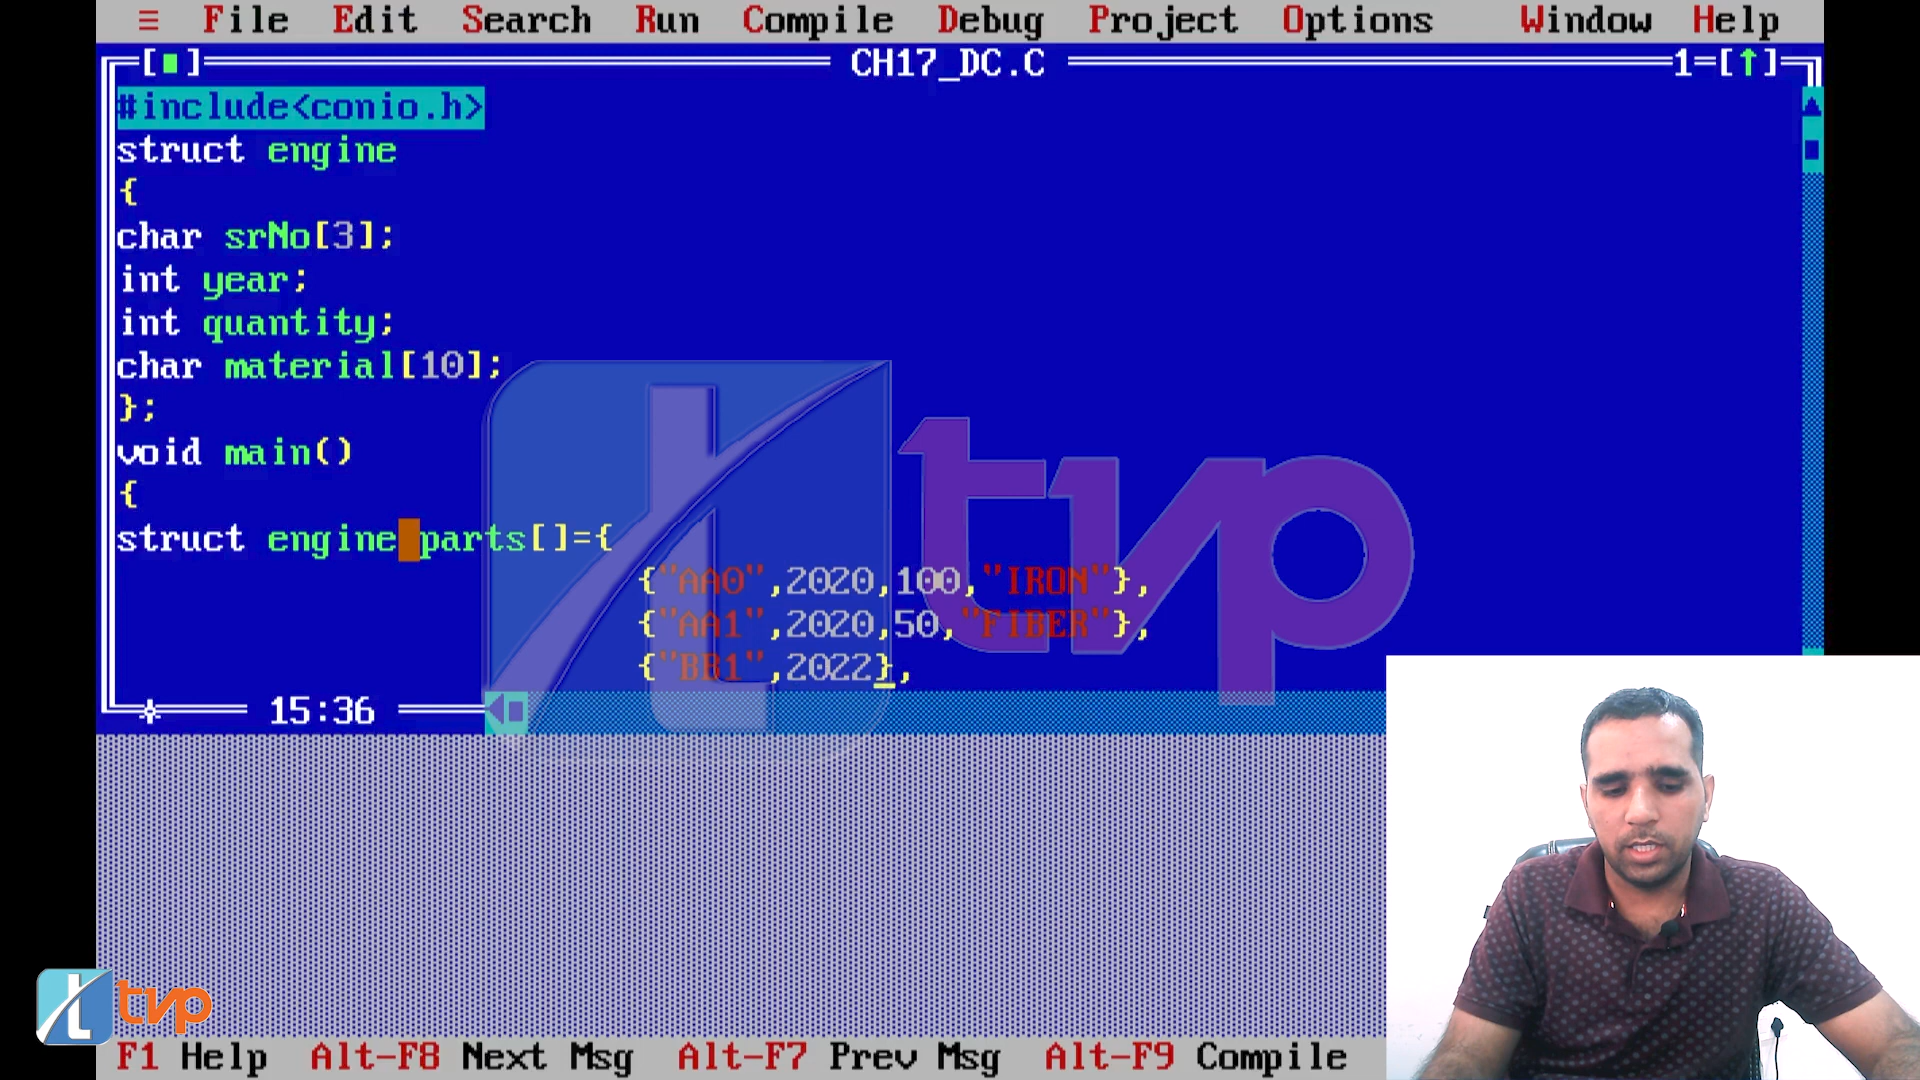 ≡ File Edit Search Run Compile Debug Project Options Window Help
[■] CH17_DC.C 1=[↑]
#include<conio.h>
struct engine
{
char srNo[3];
int year;
int quantity;
char material[10];
};
void main()
{
struct engine parts[]={
{"AA0",2020,100,"IRON"},
{"AA1",2020,50,"FIBER"},
{"BB1",2022},
15:36
tvp
tvp
F1 Help Alt-F8 Next Msg Alt-F7 Prev Msg Alt-F9 Compile